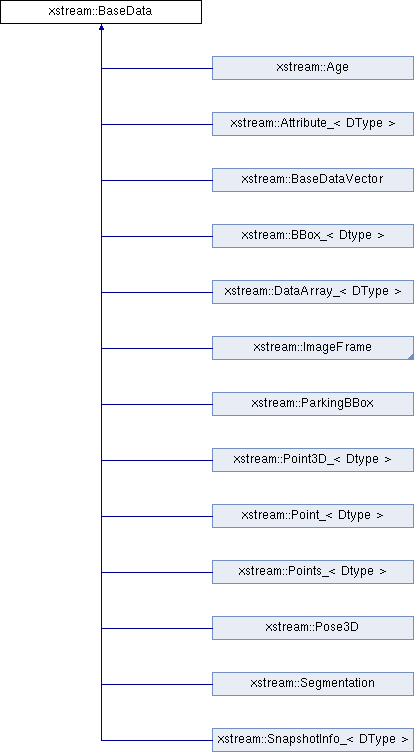 xstream::BaseData
xstream::Age
xstream::Attribute_< DType >
xstream::BaseDataVector
xstream::BBox_< Dtype >
xstream::DataArray_< DType >
xstream::ImageFrame
xstream::ParkingBBox
xstream::Point3D_< Dtype >
xstream::Point_< Dtype >
xstream::Points_< Dtype >
xstream::Pose3D
xstream::Segmentation
xstream::SnapshotInfo_< DType >